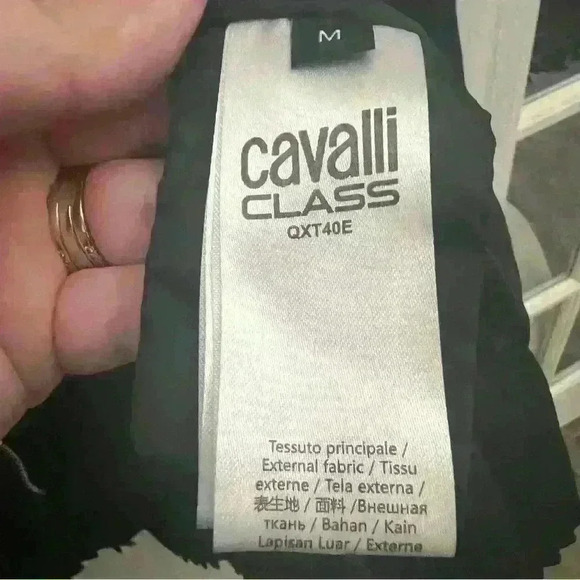 M
cavalli
CLASS
QXT40E
Tessuto principale /
External fabric / Tissu
externe / Tela externa /
表生地 / 面料 /Внешная
ткань / Bahan / Kain
Lapisan Luar / Externe